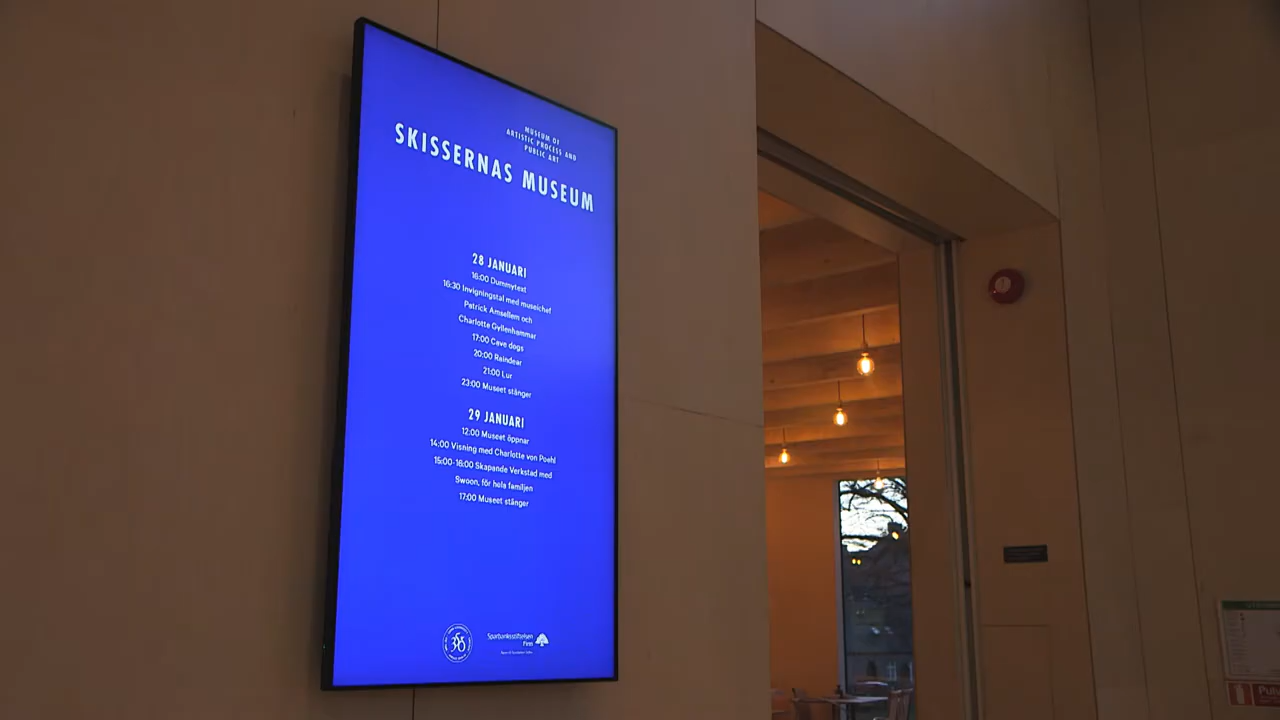 MUSEUM OF
ARTISTIC PROCESS AND
PUBLIC ART
SKISSERNAS MUSEUM
28 JANUARI
16:00 Dummytext
16:30 Invigningstal med museichef
Patrick Amsellem och
Charlotte Gyllenhammar
17:00 Cave dogs
20:00 Raindear
21:00 Lur
23:00 Museet stänger
29 JANUARI
12:00 Museet öppnar
14:00 Visning med Charlotte von Poehl
15:00-16:00 Skapande Verkstad med
Swoon, för hela familjen
17:00 Museet stänger
Sparbanksstiftelsen
Finn